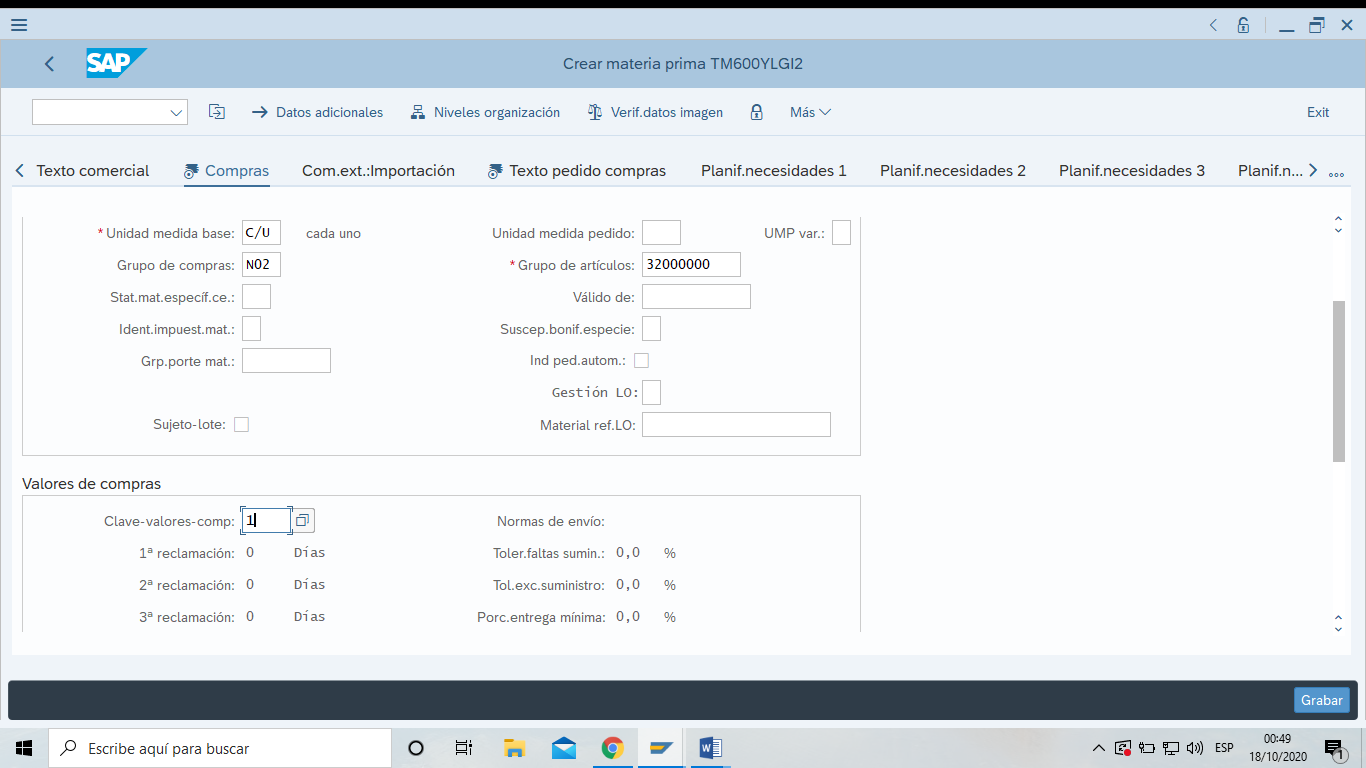 SAP
Crear materia prima TM600YLGI2
Datos adicionales
Niveles organización
Verif.datos imagen
Más
Exit
Texto comercial
Compras
Com.ext.:Importación
Texto pedido compras
Planif.necesidades 1
Planif.necesidades 2
Planif.necesidades 3
Planif.n...
* Unidad medida base: C/U cada uno
Unidad medida pedido:
UMP var.:
Grupo de compras: N02
* Grupo de artículos: 32000000
Stat.mat.específ.ce.:
Válido de:
Ident.impuest.mat.:
Suscep.bonif.especie:
Grp.porte mat.:
Ind ped.autom.:
Gestión LO:
Sujeto-lote:
Material ref.LO:
Valores de compras
Clave-valores-comp: 1
Normas de envío:
1ª reclamación: 0 Días
Toler.faltas sumin.: 0,0 %
2ª reclamación: 0 Días
Tol.exc.suministro: 0,0 %
3ª reclamación: 0 Días
Porc.entrega mínima: 0,0 %
Grabar
Escribe aquí para buscar
ESP
00:49
18/10/2020
1